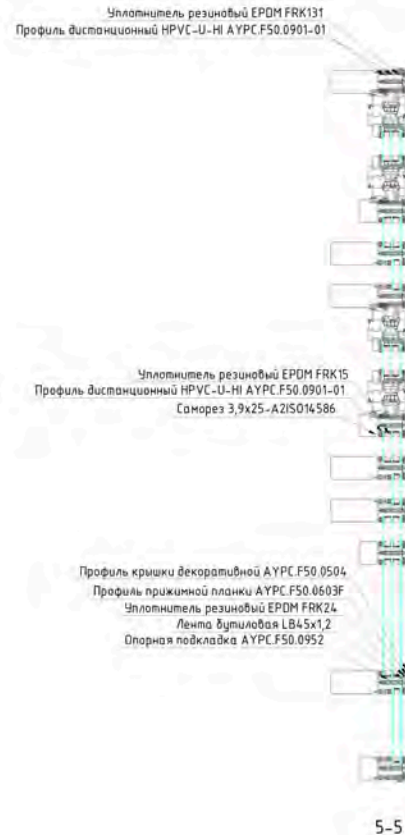 Уплотнитель резиновый EPDM FRK131
Профиль дистанционный HPVC-U-HI AYPC.F50.0901-01
Уплотнитель резиновый EPDM FRK15
Профиль дистанционный HPVC-U-HI AYPC.F50.0901-01
Саморез 3,9x25-A2ISO14586
Профиль крышки декоративной AYPC.F50.0504
Профиль прижимной планки AYPC.F50.0603F
Уплотнитель резиновый EPDM FRK24
Лента бутиловая LB45x1,2
Опорная подкладка AYPC.F50.0952
5-5